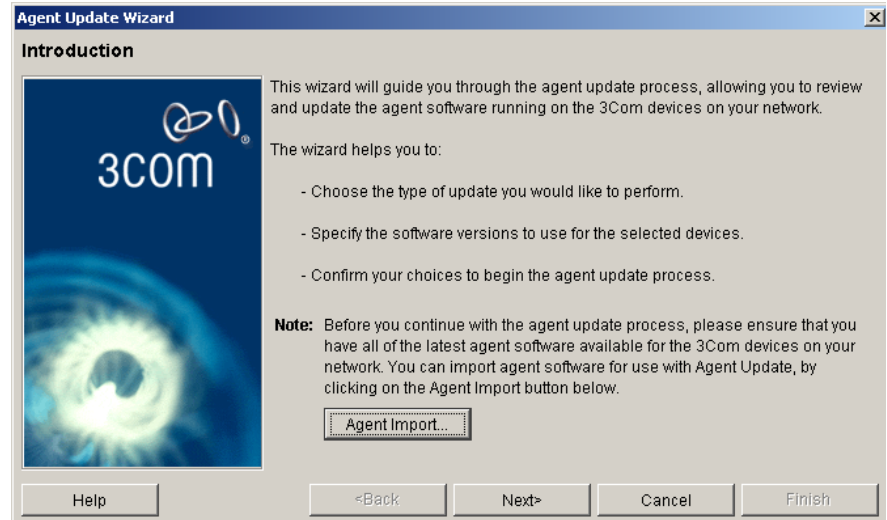 Agent Update Wizard
Introduction
3com
®
This wizard will guide you through the agent update process, allowing you to review
and update the agent software running on the 3Com devices on your network.
The wizard helps you to:
- Choose the type of update you would like to perform.
- Specify the software versions to use for the selected devices.
- Confirm your choices to begin the agent update process.
Note: Before you continue with the agent update process, please ensure that you
have all of the latest agent software available for the 3Com devices on your
network. You can import agent software for use with Agent Update, by
clicking on the Agent Import button below.
Agent Import...
Help
<Back
Next>
Cancel
Finish